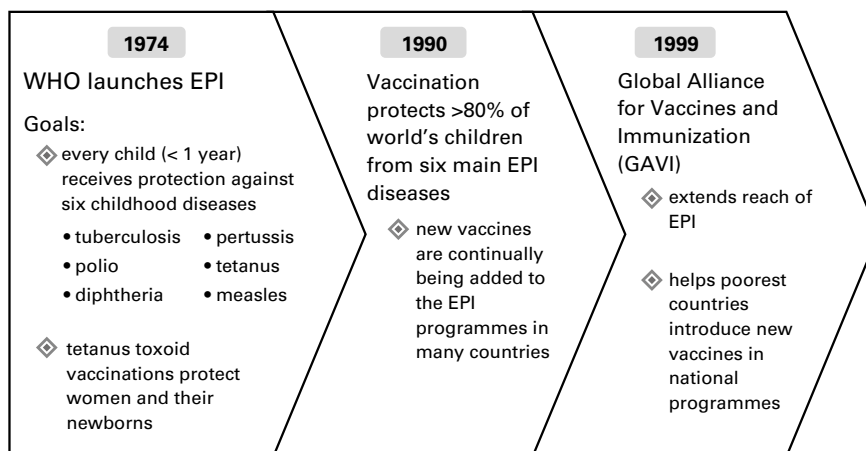 1974
WHO launches EPI
Goals:
every child (< 1 year)
receives protection against
six childhood diseases
• tuberculosis • pertussis
• polio • tetanus
• diphtheria • measles
tetanus toxoid
vaccinations protect
women and their
newborns
1990
Vaccination
protects >80% of
world's children
from six main EPI
diseases
new vaccines
are continually
being added to
the EPI
programmes in
many countries
1999
Global Alliance
for Vaccines and
Immunization
(GAVI)
extends reach of
EPI
helps poorest
countries
introduce new
vaccines in
national
programmes